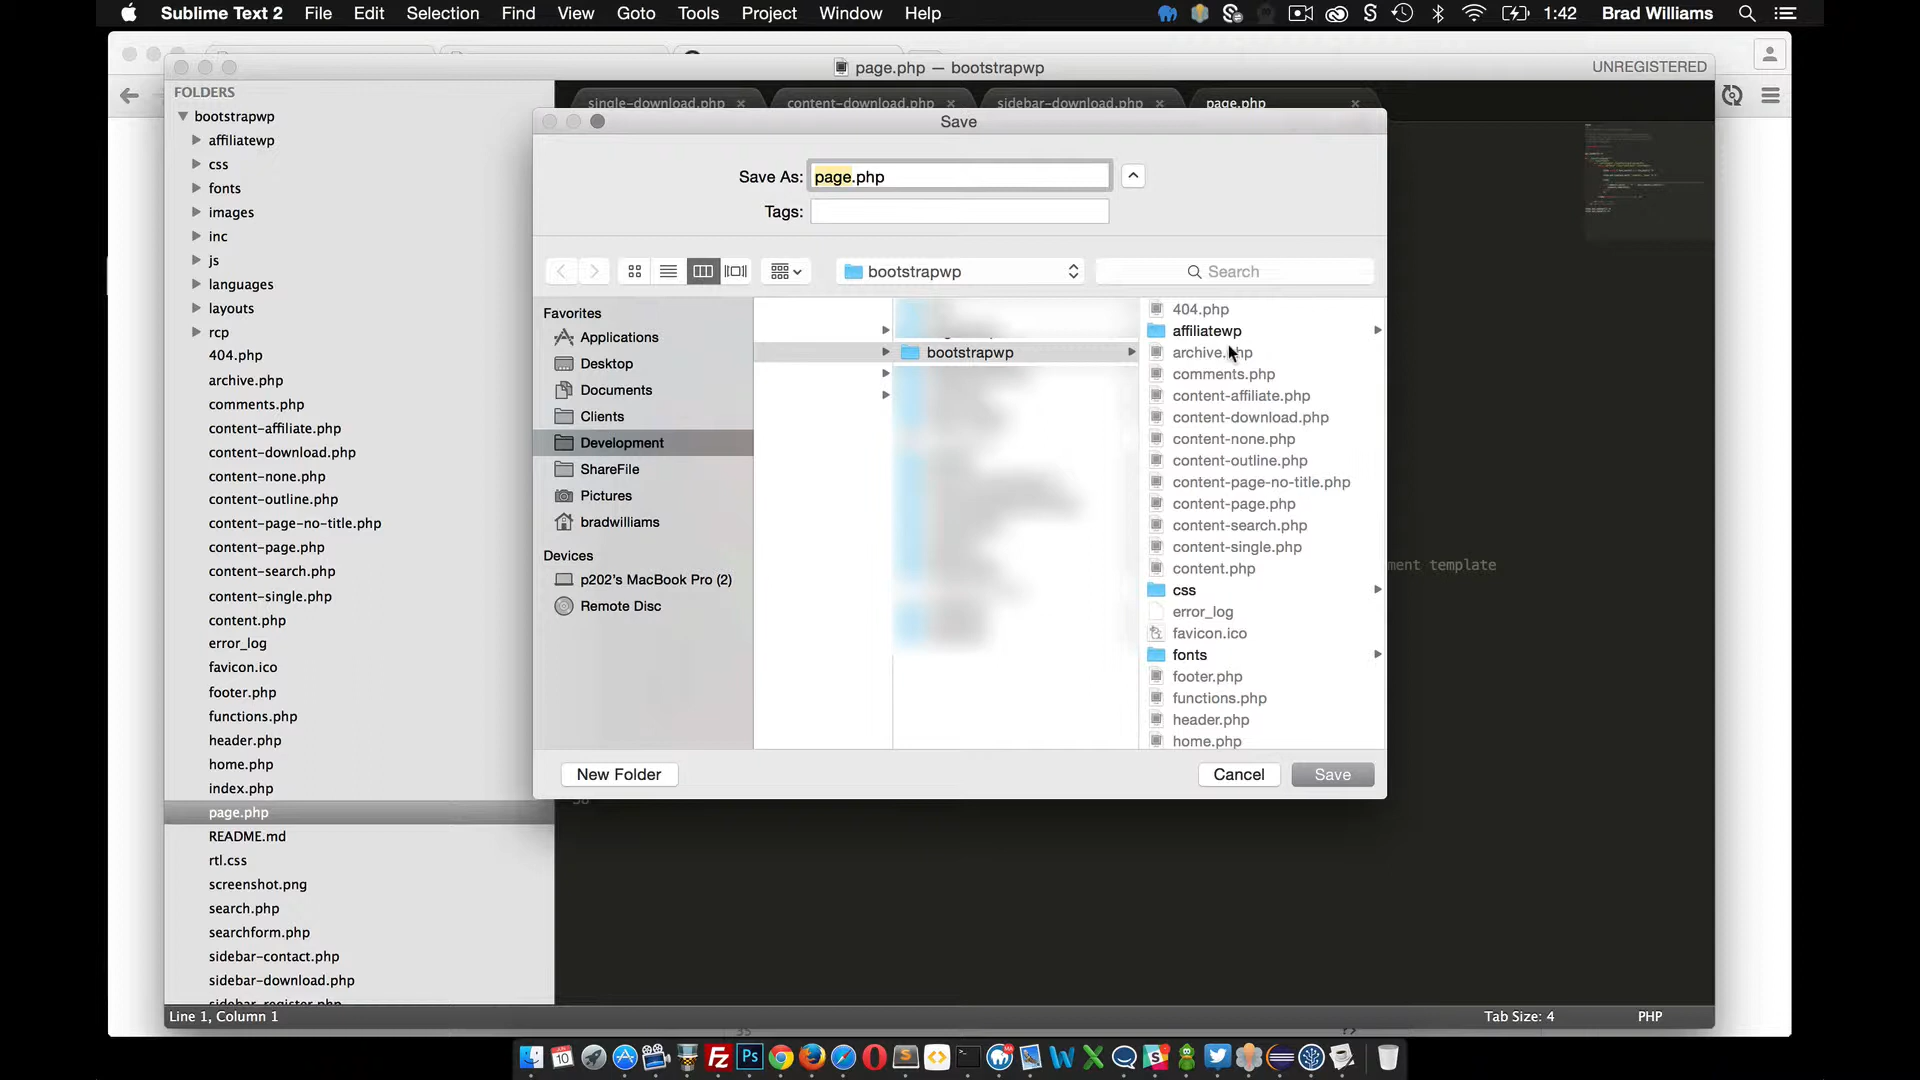 Sublime Text 2 File Edit Selection Find View Goto Tools Project Window Help 1:42 Brad Williams
page.php — bootstrapwp UNREGISTERED
FOLDERS
bootstrapwp
affiliatewp
css
fonts
images
inc
js
languages
layouts
rcp
404.php
archive.php
comments.php
content-affiliate.php
content-download.php
content-none.php
content-outline.php
content-page-no-title.php
content-page.php
content-search.php
content-single.php
content.php
error_log
favicon.ico
footer.php
functions.php
header.php
home.php
index.php
page.php
README.md
rtl.css
screenshot.png
search.php
searchform.php
sidebar-contact.php
sidebar-download.php
sidebar-register.php
single-download.php content-download.php sidebar-download.php page.php
Save
Save As: page.php
Tags:
bootstrapwp Search
Favorites
Applications
Desktop
Documents
Clients
Development
ShareFile
Pictures
bradwilliams
Devices
p202's MacBook Pro (2)
Remote Disc
bootstrapwp
404.php
affiliatewp
archive.php
comments.php
content-affiliate.php
content-download.php
content-none.php
content-outline.php
content-page-no-title.php
content-page.php
content-search.php
content-single.php
content.php
css
error_log
favicon.ico
fonts
footer.php
functions.php
header.php
home.php
New Folder Cancel Save
ment template
Line 1, Column 1 Tab Size: 4 PHP
35 ?>